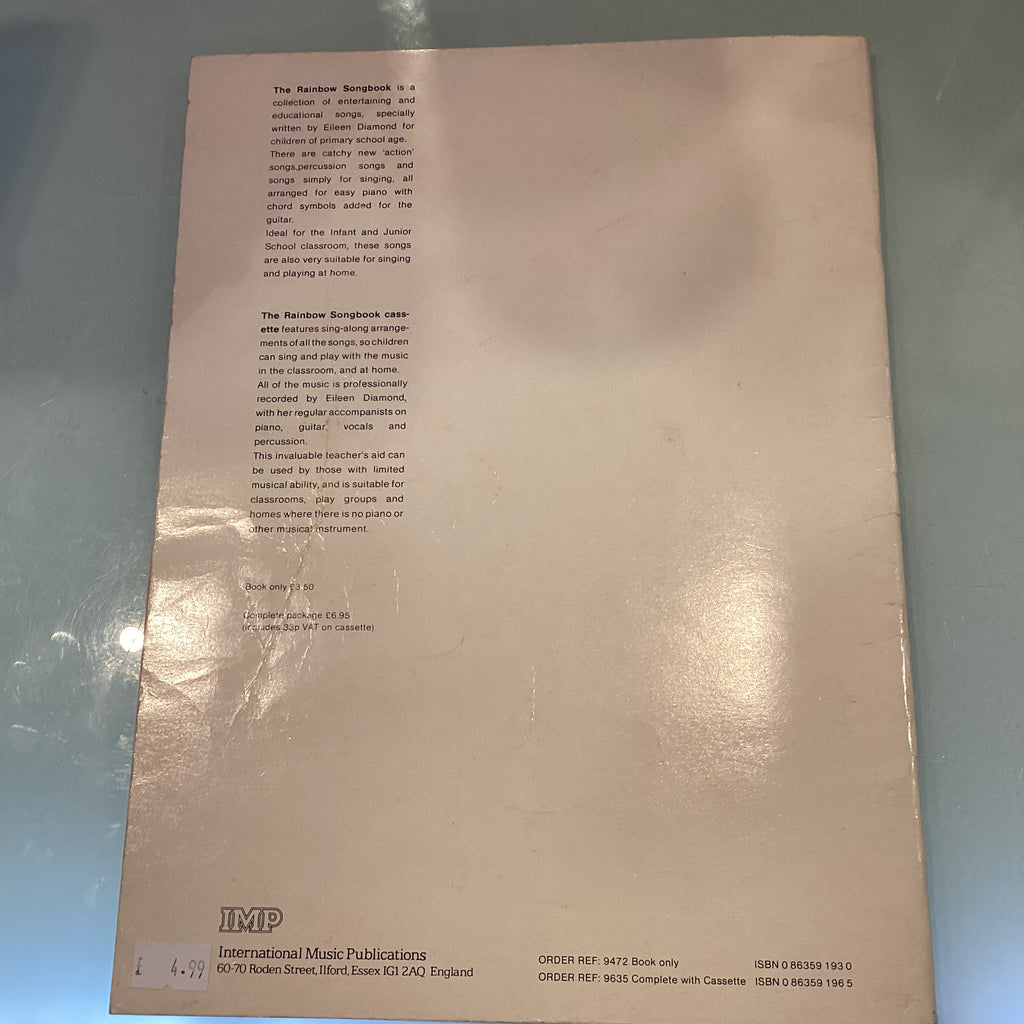 The Rainbow Songbook is a
collection of entertaining and
educational songs, specially
written by Eileen Diamond for
children of primary school age.
There are catchy new 'action'
songs,percussion songs and
songs simply for singing, all
arranged for easy piano with
chord symbols added for the
guitar.
Ideal for the Infant and Junior
School classroom, these songs
are also very suitable for singing
and playing at home.
The Rainbow Songbook cass-
ette features sing-along arrange-
ments of all the songs, so children
can sing and play with the music
in the classroom, and at home.
All of the music is professionally
recorded by Eileen Diamond,
with her regular accompanists on
piano, guitar, vocals and
percussion.
This invaluable teacher's aid can
be used by those with limited
musical ability, and is suitable for
classrooms, play groups and
homes where there is no piano or
other musical instrument.
Book only £3.50
Complete package £6.95
(includes 33p VAT on cassette)
IMP
International Music Publications
60-70 Roden Street, Ilford, Essex IG1 2AQ England
£ 4.99
ORDER REF: 9472 Book only ISBN 0 86359 193 0
ORDER REF: 9635 Complete with Cassette ISBN 0 86359 196 5